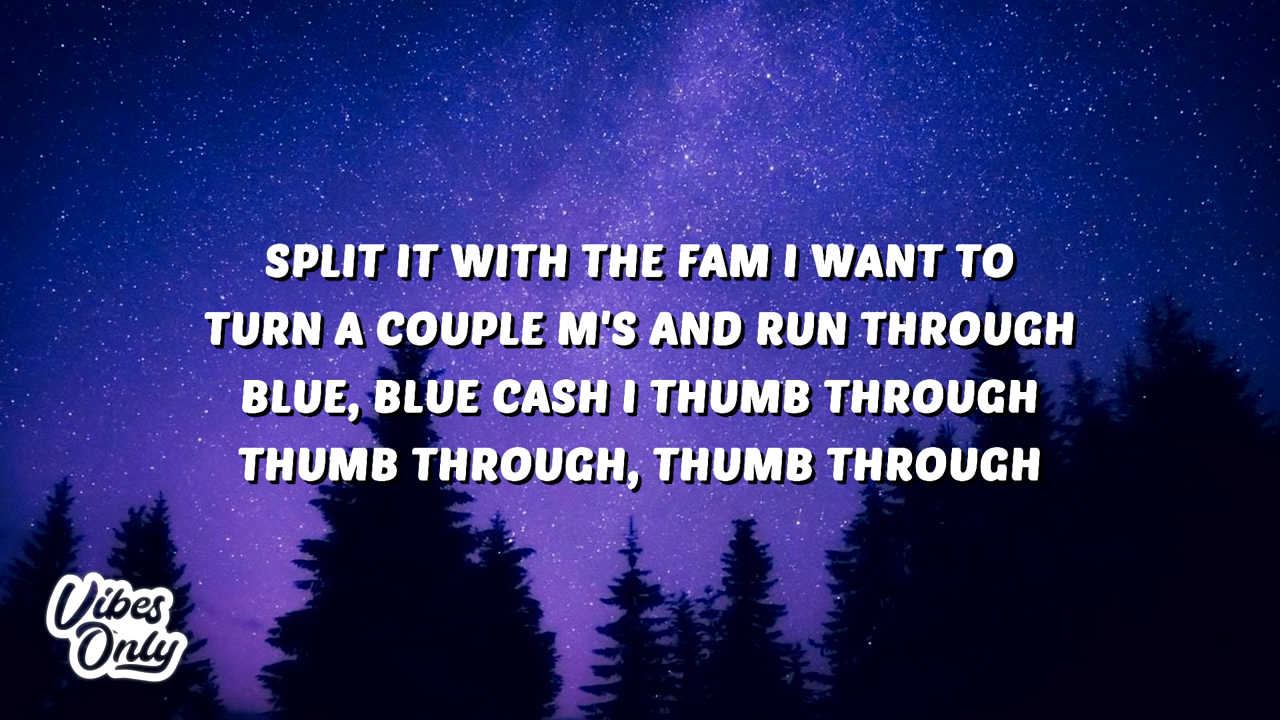 SPLIT IT WITH THE FAM I WANT TO
TURN A COUPLE M'S AND RUN THROUGH
BLUE, BLUE CASH I THUMB THROUGH
THUMB THROUGH, THUMB THROUGH
Vibes
Only